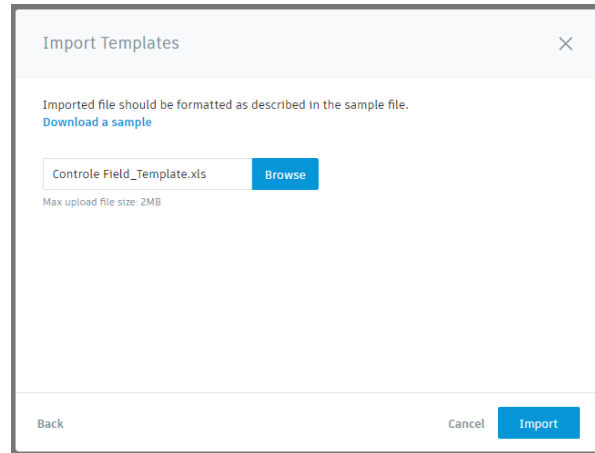 Import Templates
Imported file should be formatted as described in the sample file.
Download a sample
Controle Field_Template.xls
Browse
Max upload file size: 2MB
Back
Cancel
Import